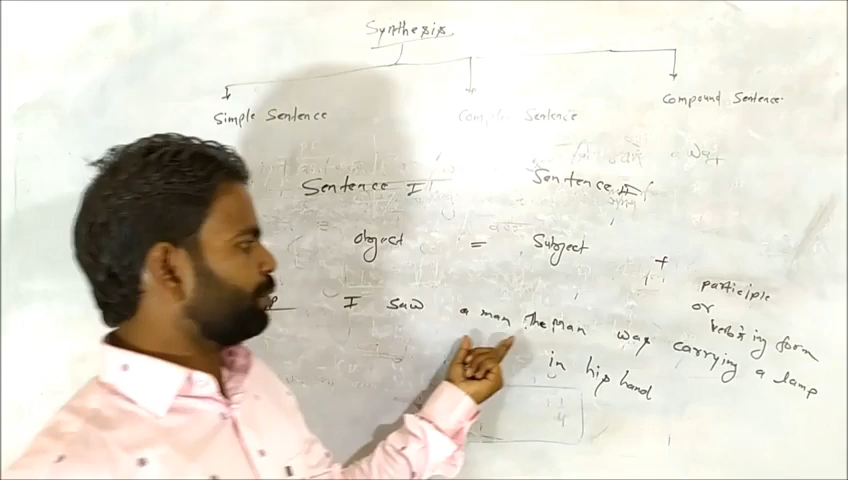 Synthesis
Simple Sentence
Complex Sentence
Compound Sentence
Sentence I
Sentence II
object = Subject +
participle
or
verb's ing form
I saw a man. The man was carrying a lamp
in his hand